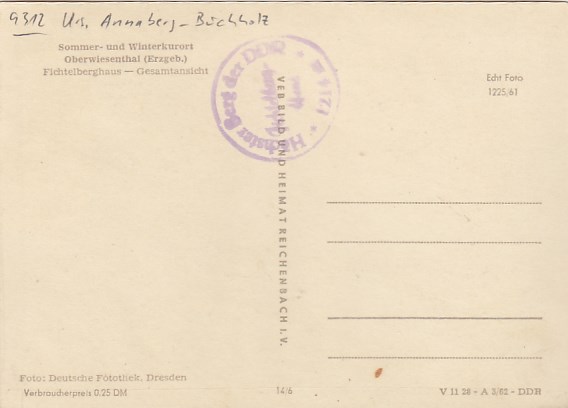 9312 Urs, Annaberg-Buchholz
Sommer- und Winterkurort
Oberwiesenthal (Erzgeb.)
Fichtelberghaus — Gesamtansicht
Höchster Berg der DDR * 1214 m *
Echt Foto
1225/61
VEB BILD UND HEIMAT REICHENBACH I. V.
Foto: Deutsche Fotothek, Dresden
Verbraucherpreis 0.25 DM
14/6
V 11 28 - A 3/62 - DDR